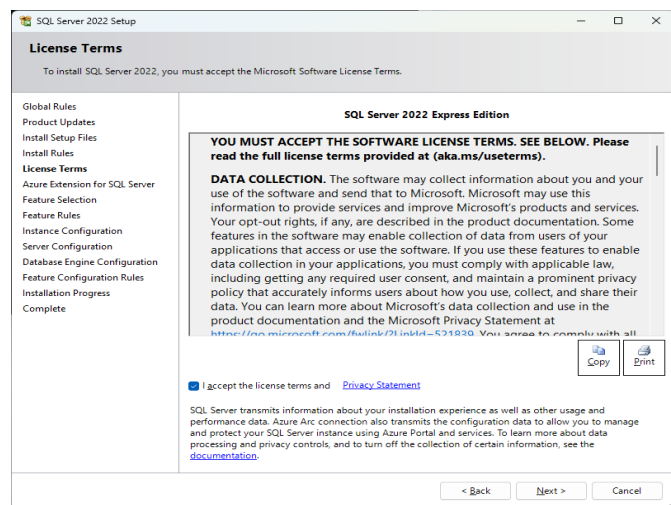 SQL Server 2022 Setup
License Terms
To install SQL Server 2022, you must accept the Microsoft Software License Terms.
Global Rules
Product Updates
Install Setup Files
Install Rules
License Terms
Azure Extension for SQL Server
Feature Selection
Feature Rules
Instance Configuration
Server Configuration
Database Engine Configuration
Feature Configuration Rules
Installation Progress
Complete
SQL Server 2022 Express Edition
YOU MUST ACCEPT THE SOFTWARE LICENSE TERMS. SEE BELOW. Please
read the full license terms provided at (aka.ms/useterms).
DATA COLLECTION. The software may collect information about you and your
use of the software and send that to Microsoft. Microsoft may use this
information to provide services and improve Microsoft's products and services.
Your opt-out rights, if any, are described in the product documentation. Some
features in the software may enable collection of data from users of your
applications that access or use the software. If you use these features to enable
data collection in your applications, you must comply with applicable law,
including getting any required user consent, and maintain a prominent privacy
policy that accurately informs users about how you use, collect, and share their
data. You can learn more about Microsoft's data collection and use in the
product documentation and the Microsoft Privacy Statement at
https://go.microsoft.com/fwlink/?LinkId=521839. You agree to comply with all
Copy
Print
I accept the license terms and Privacy Statement
SQL Server transmits information about your installation experience as well as other usage and
performance data. Azure Arc connection also transmits the configuration data to allow you to manage
and protect your SQL Server instance using Azure Portal and services. To learn more about data
processing and privacy controls, and to turn off the collection of certain information, see the
documentation.
< Back
Next >
Cancel